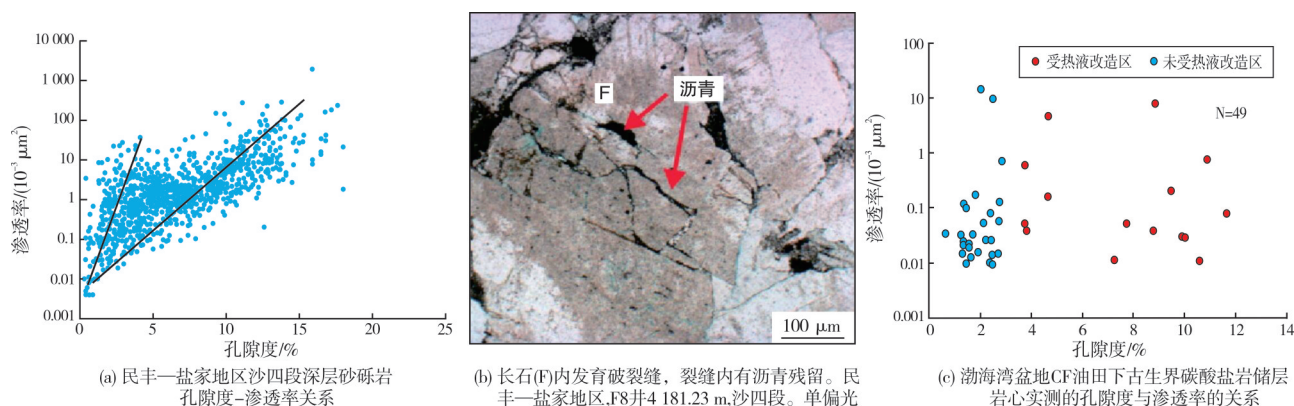 10 000
1 000
100
10
1
0.1
0.01
0.001
渗透率/(10⁻³ μm²)
0 5 10 15 20 25
孔隙度/%
(a) 民丰—盐家地区沙四段深层砂砾岩
孔隙度-渗透率关系
F
沥青
100 μm
(b) 长石(F)内发育破裂缝，裂缝内有沥青残留。民
丰—盐家地区,F8井4 181.23 m,沙四段。单偏光
100
10
1
0.1
0.01
0.001
渗透率/(10⁻³ μm²)
受热液改造区 未受热液改造区
N=49
0 2 4 6 8 10 12 14
孔隙度/%
(c) 渤海湾盆地CF油田下古生界碳酸盐岩储层
岩心实测的孔隙度与渗透率的关系